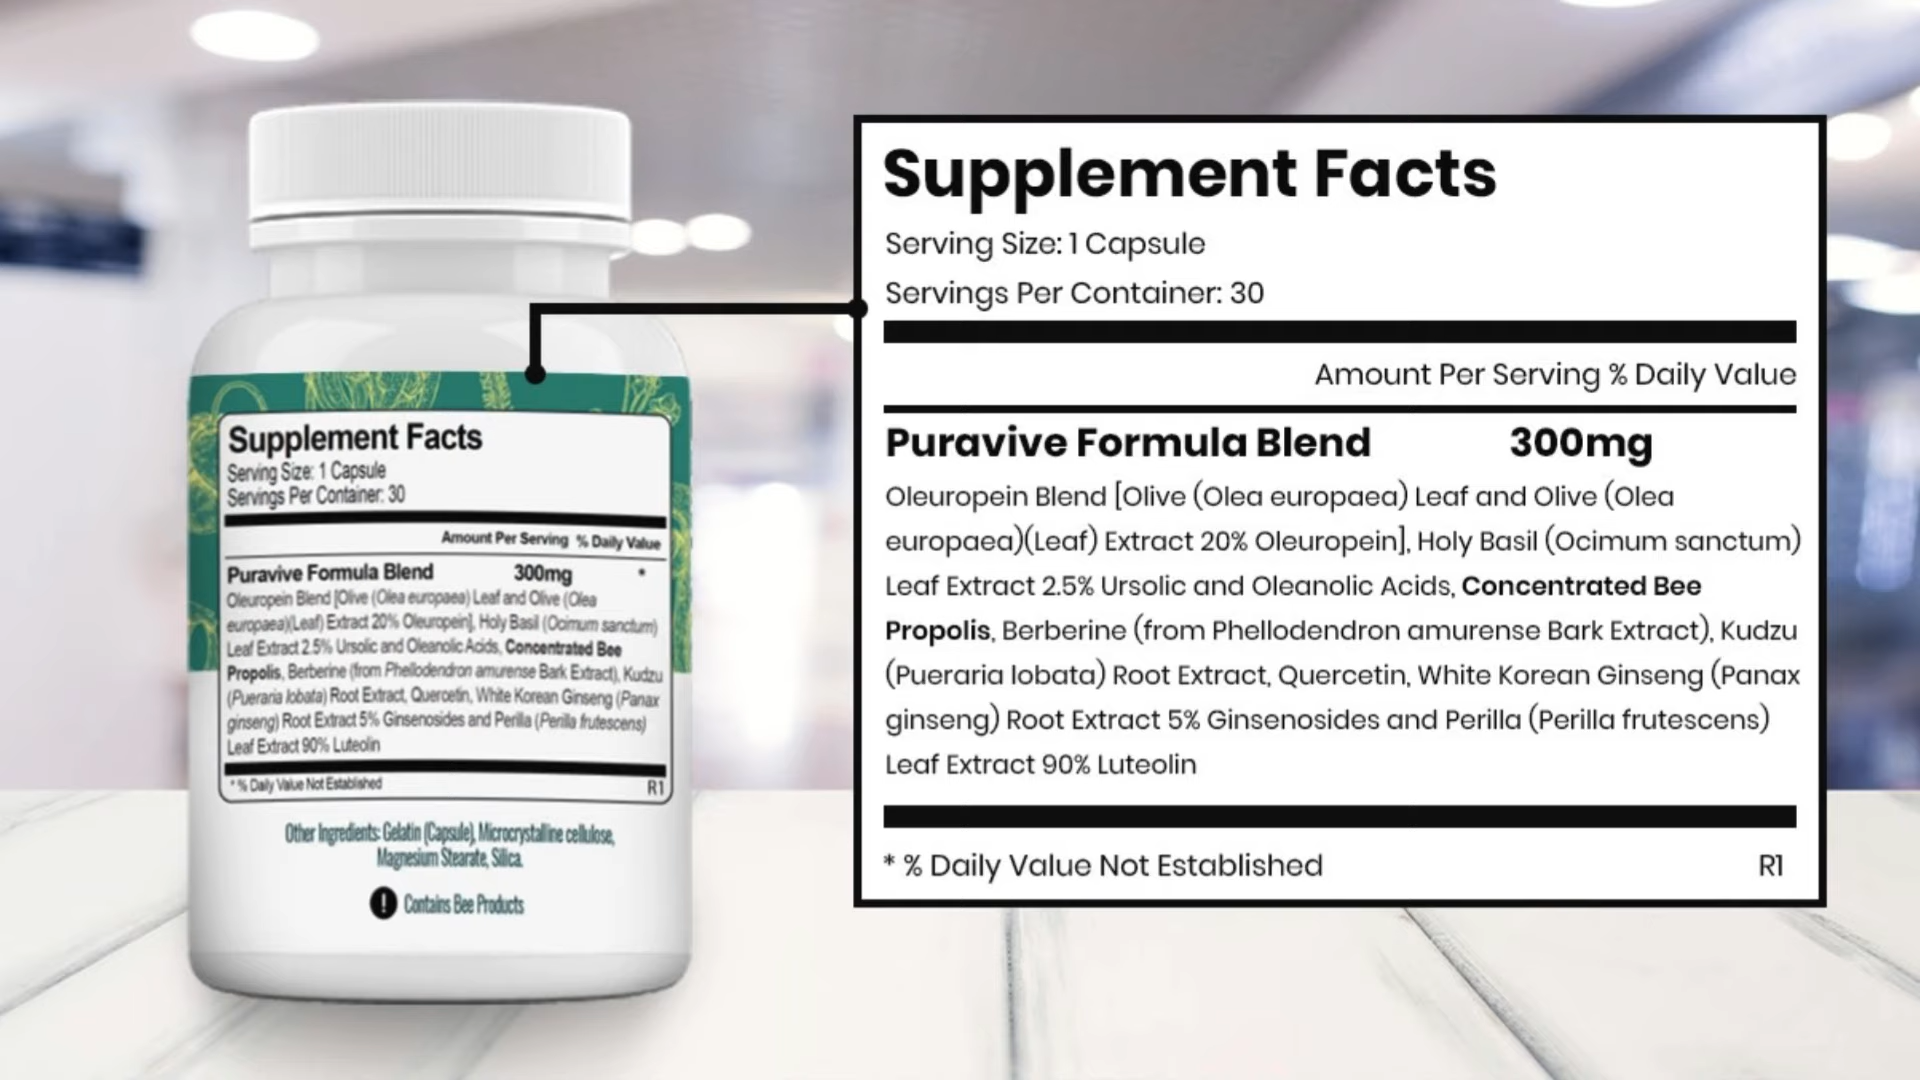 Supplement Facts
Serving Size: 1 Capsule
Servings Per Container: 30
Amount Per Serving % Daily Value
Puravive Formula Blend 300mg *
Oleuropein Blend [Olive (Olea europaea) Leaf and Olive (Olea
europaea)(Leaf) Extract 20% Oleuropein], Holy Basil (Ocimum sanctum)
Leaf Extract 2.5% Ursolic and Oleanolic Acids, Concentrated Bee
Propolis, Berberine (from Phellodendron amurense Bark Extract), Kudzu
(Pueraria lobata) Root Extract, Quercetin, White Korean Ginseng (Panax
ginseng) Root Extract 5% Ginsenosides and Perilla (Perilla frutescens)
Leaf Extract 90% Luteolin
* % Daily Value Not Established R1
Other Ingredients: Gelatin (Capsule), Microcrystalline cellulose,
Magnesium Stearate, Silica.
! Contains Bee Products
Supplement Facts
Serving Size: 1 Capsule
Servings Per Container: 30
Amount Per Serving % Daily Value
Puravive Formula Blend 300mg
Oleuropein Blend [Olive (Olea europaea) Leaf and Olive (Olea
europaea)(Leaf) Extract 20% Oleuropein], Holy Basil (Ocimum sanctum)
Leaf Extract 2.5% Ursolic and Oleanolic Acids, Concentrated Bee
Propolis, Berberine (from Phellodendron amurense Bark Extract), Kudzu
(Pueraria lobata) Root Extract, Quercetin, White Korean Ginseng (Panax
ginseng) Root Extract 5% Ginsenosides and Perilla (Perilla frutescens)
Leaf Extract 90% Luteolin
* % Daily Value Not Established R1